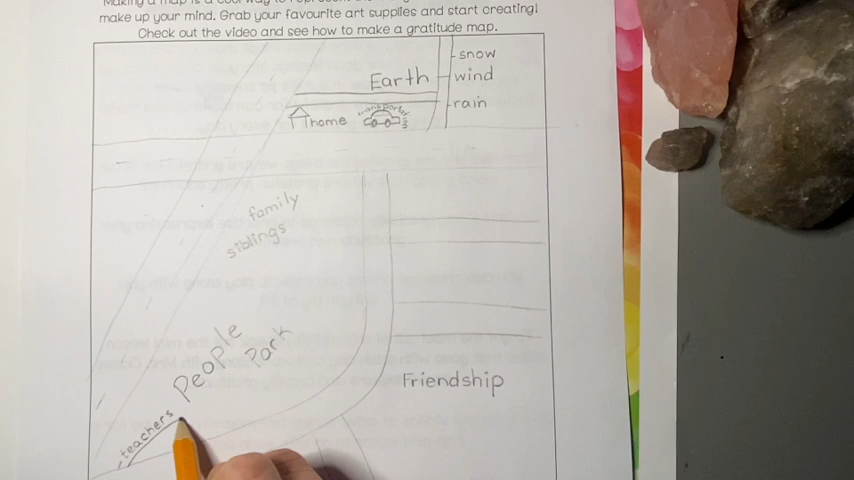 make up your mind. Grab your favourite art supplies and start creating!
Check out the video and see how to make a gratitude map.
snow
Earth wind
rain
home
family
siblings
People
Park
Friendship
teachers